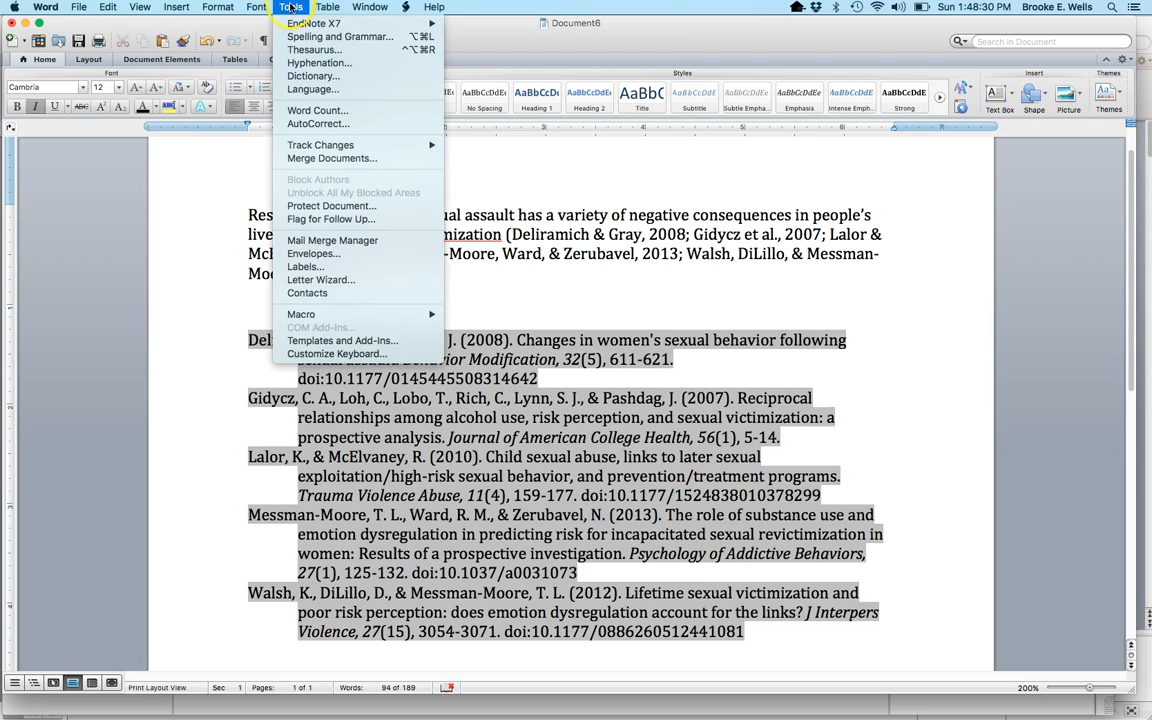 Word File Edit View Insert Format Font Tools Table Window Help Sun 1:48:30 PM Brooke E. Wells
Document6
Search in Document
Home Layout Document Elements Tables
Font Styles Insert Themes
Cambria 12
B I U ABC A² A₂ A ABC A
AaBbCcDdEe AaBbCcDc AaBbCcDdEe AaBbC AaBbCcDdEe AaBbCcDdEe AaBbCcDdEe AaBbCcDdEe AaBbCcDdE
No Spacing Heading 1 Heading 2 Title Subtitle Subtle Empha... Emphasis Intense Emph... Strong
Text Box Shape Picture Themes
EndNote X7
Spelling and Grammar... ⌥⌘L
Thesaurus... ^⌥⌘R
Hyphenation...
Dictionary...
Language...
Word Count...
AutoCorrect...
Track Changes
Merge Documents...
Block Authors
Unblock All My Blocked Areas
Protect Document...
Flag for Follow Up...
Mail Merge Manager
Envelopes...
Labels...
Letter Wizard...
Contacts
Macro
COM Add-Ins...
Templates and Add-Ins...
Customize Keyboard...
Res ual assault has a variety of negative consequences in people's
live mization (Deliramich & Gray, 2008; Gidycz et al., 2007; Lalor &
McE -Moore, Ward, & Zerubavel, 2013; Walsh, DiLillo, & Messman-
Moo
Del J. (2008). Changes in women's sexual behavior following
sexual assault. Behavior Modification, 32(5), 611-621.
doi:10.1177/0145445508314642
Gidycz, C. A., Loh, C., Lobo, T., Rich, C., Lynn, S. J., & Pashdag, J. (2007). Reciprocal
relationships among alcohol use, risk perception, and sexual victimization: a
prospective analysis. Journal of American College Health, 56(1), 5-14.
Lalor, K., & McElvaney, R. (2010). Child sexual abuse, links to later sexual
exploitation/high-risk sexual behavior, and prevention/treatment programs.
Trauma Violence Abuse, 11(4), 159-177. doi:10.1177/1524838010378299
Messman-Moore, T. L., Ward, R. M., & Zerubavel, N. (2013). The role of substance use and
emotion dysregulation in predicting risk for incapacitated sexual revictimization in
women: Results of a prospective investigation. Psychology of Addictive Behaviors,
27(1), 125-132. doi:10.1037/a0031073
Walsh, K., DiLillo, D., & Messman-Moore, T. L. (2012). Lifetime sexual victimization and
poor risk perception: does emotion dysregulation account for the links? J Interpers
Violence, 27(15), 3054-3071. doi:10.1177/0886260512441081
Print Layout View Sec 1 Pages: 1 of 1 Words: 94 of 189 200%